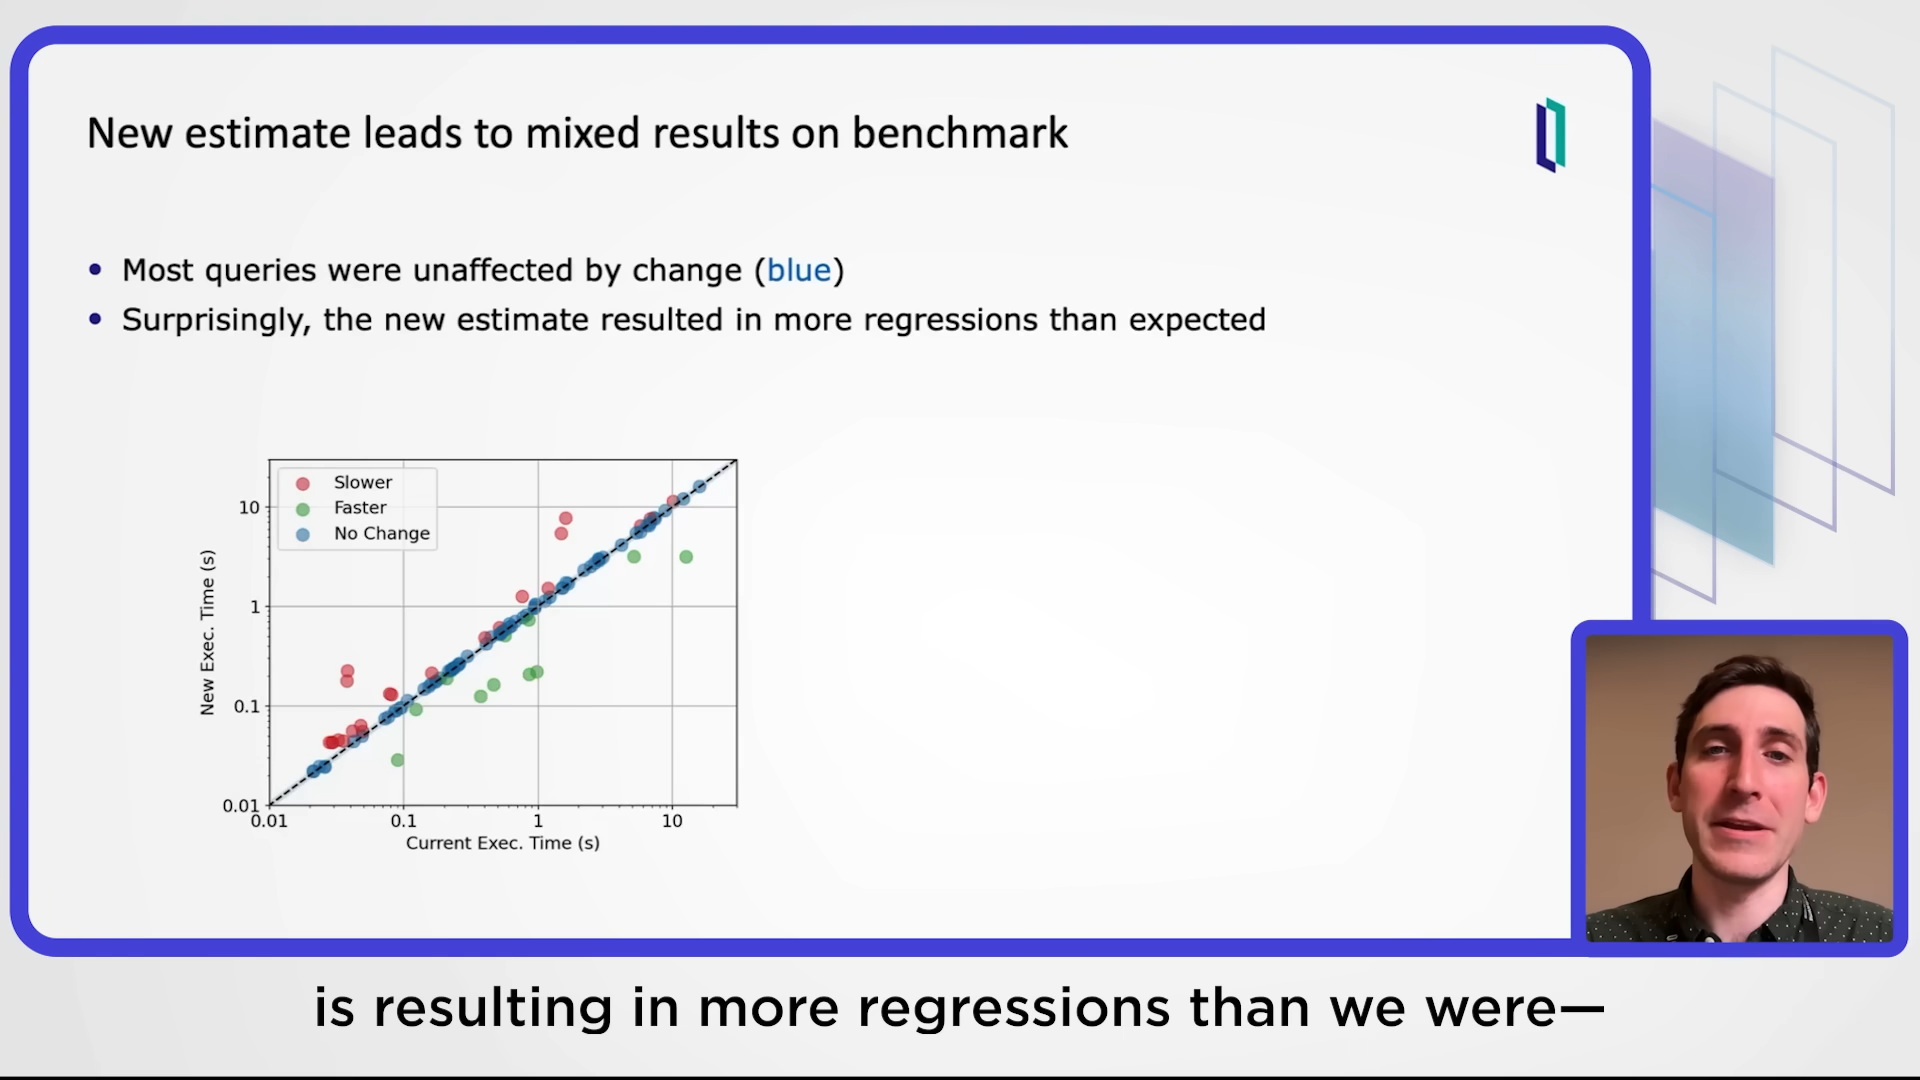 New estimate leads to mixed results on benchmark
• Most queries were unaffected by change (blue)
• Surprisingly, the new estimate resulted in more regressions than expected
Slower
Faster
No Change
10
1
0.1
0.01
New Exec. Time (s)
0.01
0.1
1
10
Current Exec. Time (s)
is resulting in more regressions than we were—